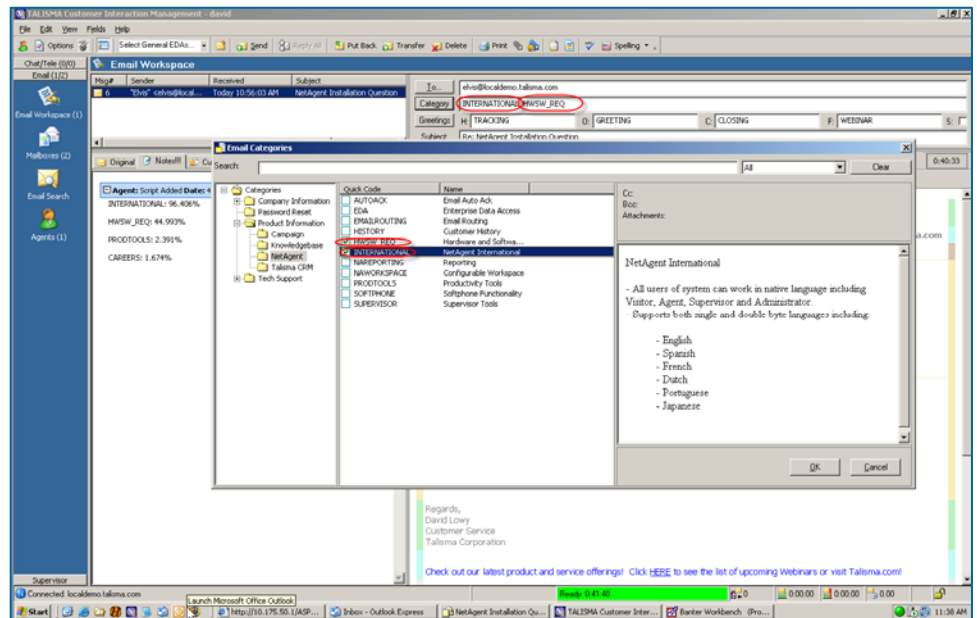 TALISMA Customer Interaction Management - david
File Edit View Fields Help
Options Select General EDAs... Send Reply All Put Back Transfer Delete Print Spelling
Chat/Tele (0/0)
Email (1/2)
Email Workspace
Msg# Sender Received Subject
6 "Elvis" <elvis@local... Today 10:56:03 AM NetAgent Installation Question
To... elvis@localdemo.talisma.com
Category INTERNATIONAL HWSW_REQ
Greetings H: TRACKING O: GREETING C: CLOSING F: WEBINAR S:
Subject Re: NetAgent Installation Question
Email Workspace (1)
Mailboxes (2)
Email Search
Agents (1)
Supervisor
Original Notes!!!
0:40:33
Agent: Script Added Date: 4
INTERNATIONAL: 96.406%
HWSW_REQ: 44.993%
PRODTOOLS: 2.391%
CAREERS: 1.674%
Email Categories
Search: All Clear
Categories
Company Information
Password Reset
Product Information
Campaign
Knowledgebase
NetAgent
Talisma CRM
Tech Support
Quick Code Name
AUTOACK Email Auto Ack
EDA Enterprise Data Access
EMAILROUTING Email Routing
HISTORY Customer History
HWSW_REQ Hardware and Softwa...
INTERNATIONAL NetAgent International
NAREPORTING Reporting
NAWORKSPACE Configurable Workspace
PRODTOOLS Productivity Tools
SOFTPHONE Softphone Functionality
SUPERVISOR Supervisor Tools
Cc:
Bcc:
Attachments:
NetAgent International
- All users of system can work in native language including
Visitor, Agent, Supervisor and Administrator.
Supports both single and double byte languages including:
- English
- Spanish
- French
- Dutch
- Portuguese
- Japanese
OK Cancel
a.com
Regards,
David Lowy
Customer Service
Talisma Corporation
Check out our latest product and service offerings! Click HERE to see the list of upcoming Webinars or visit Talisma.com!
Connected: localdemo.talisma.com
Launch Microsoft Office Outlook
Ready: 0:41:40 0 0:00:00 0:00:00 0:00
Start http://10.175.50.1/ASP... Inbox - Outlook Express NetAgent Installation Qu... TALISMA Customer Inter... Banter Workbench (Pro... 11:38 AM